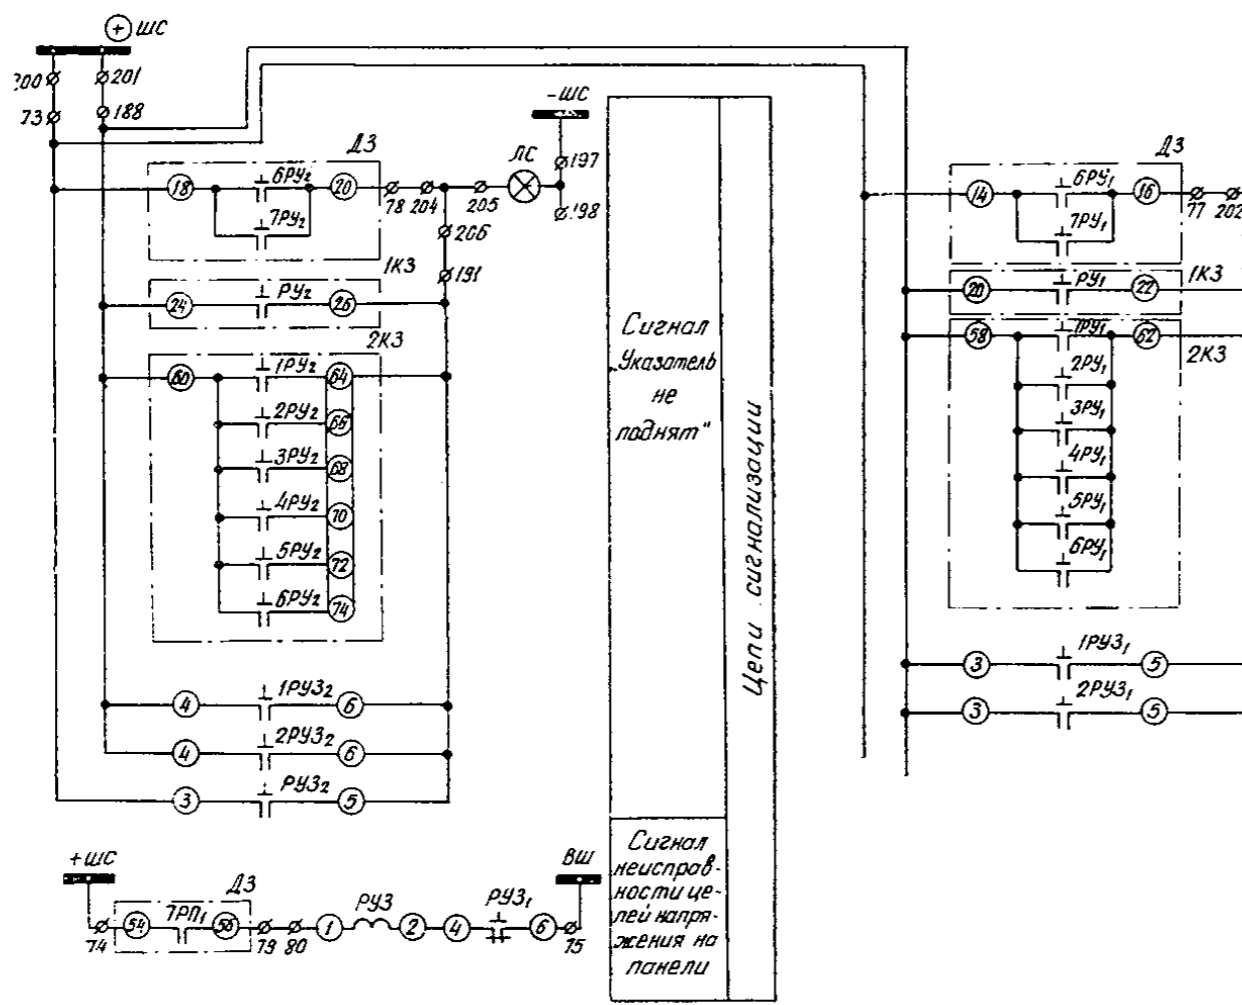 + ШС
200
201
73
188
ДЗ
18
6РУ2
20
7РУ2
78
204
205
ЛС
-ШС
197
198
206
191
1КЗ
24
РУ2
26
2КЗ
60
1РУ2
64
2РУ2
66
3РУ2
68
4РУ2
70
5РУ2
72
6РУ2
74
4
1РУЗ2
6
4
2РУЗ2
6
3
РУЗ2
5
+ШС
74
ДЗ
54
7РП1
56
79
80
1
РУЗ
2
4
РУЗ1
6
75
ВШ
Сигнал
„Указатель
не
поднят"
Сигнал
неисправ-
ности це-
пей напря-
жения на
панели
Цепи сигнализации
ДЗ
14
6РУ1
16
7РУ1
77
202
1КЗ
20
РУ1
22
2КЗ
58
1РУ1
62
2РУ1
3РУ1
4РУ1
5РУ1
6РУ1
3
1РУЗ1
5
3
2РУЗ1
5